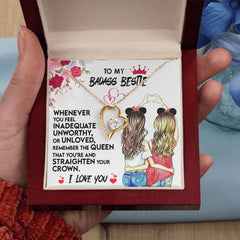 TO MY
BADASS BESTIE
WHENEVER
YOU FEEL
INADEQUATE
UNWORTHY,
OR UNLOVED,
REMEMBER THE QUEEN
THAT YOU'RE AND
STRAIGHTEN YOUR
CROWN.
I LOVE YOU